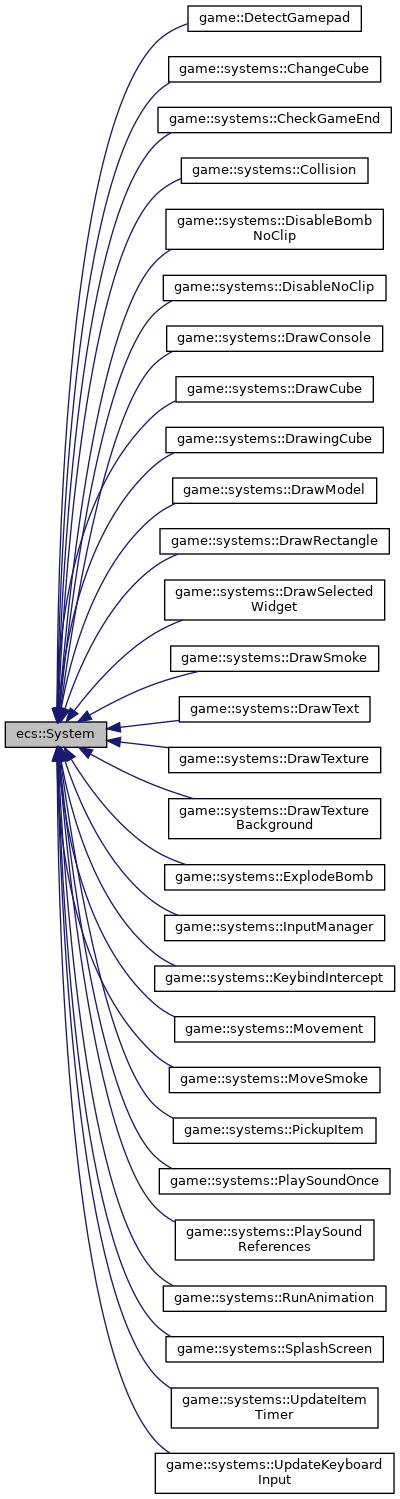 game::DetectGamepad
game::systems::ChangeCube
game::systems::CheckGameEnd
game::systems::Collision
game::systems::DisableBomb
NoClip
game::systems::DisableNoClip
game::systems::DrawConsole
game::systems::DrawCube
game::systems::DrawingCube
game::systems::DrawModel
game::systems::DrawRectangle
game::systems::DrawSelected
Widget
game::systems::DrawSmoke
ecs::System
game::systems::DrawText
game::systems::DrawTexture
game::systems::DrawTexture
Background
game::systems::ExplodeBomb
game::systems::InputManager
game::systems::KeybindIntercept
game::systems::Movement
game::systems::MoveSmoke
game::systems::PickupItem
game::systems::PlaySoundOnce
game::systems::PlaySound
References
game::systems::RunAnimation
game::systems::SplashScreen
game::systems::UpdateItem
Timer
game::systems::UpdateKeyboard
Input